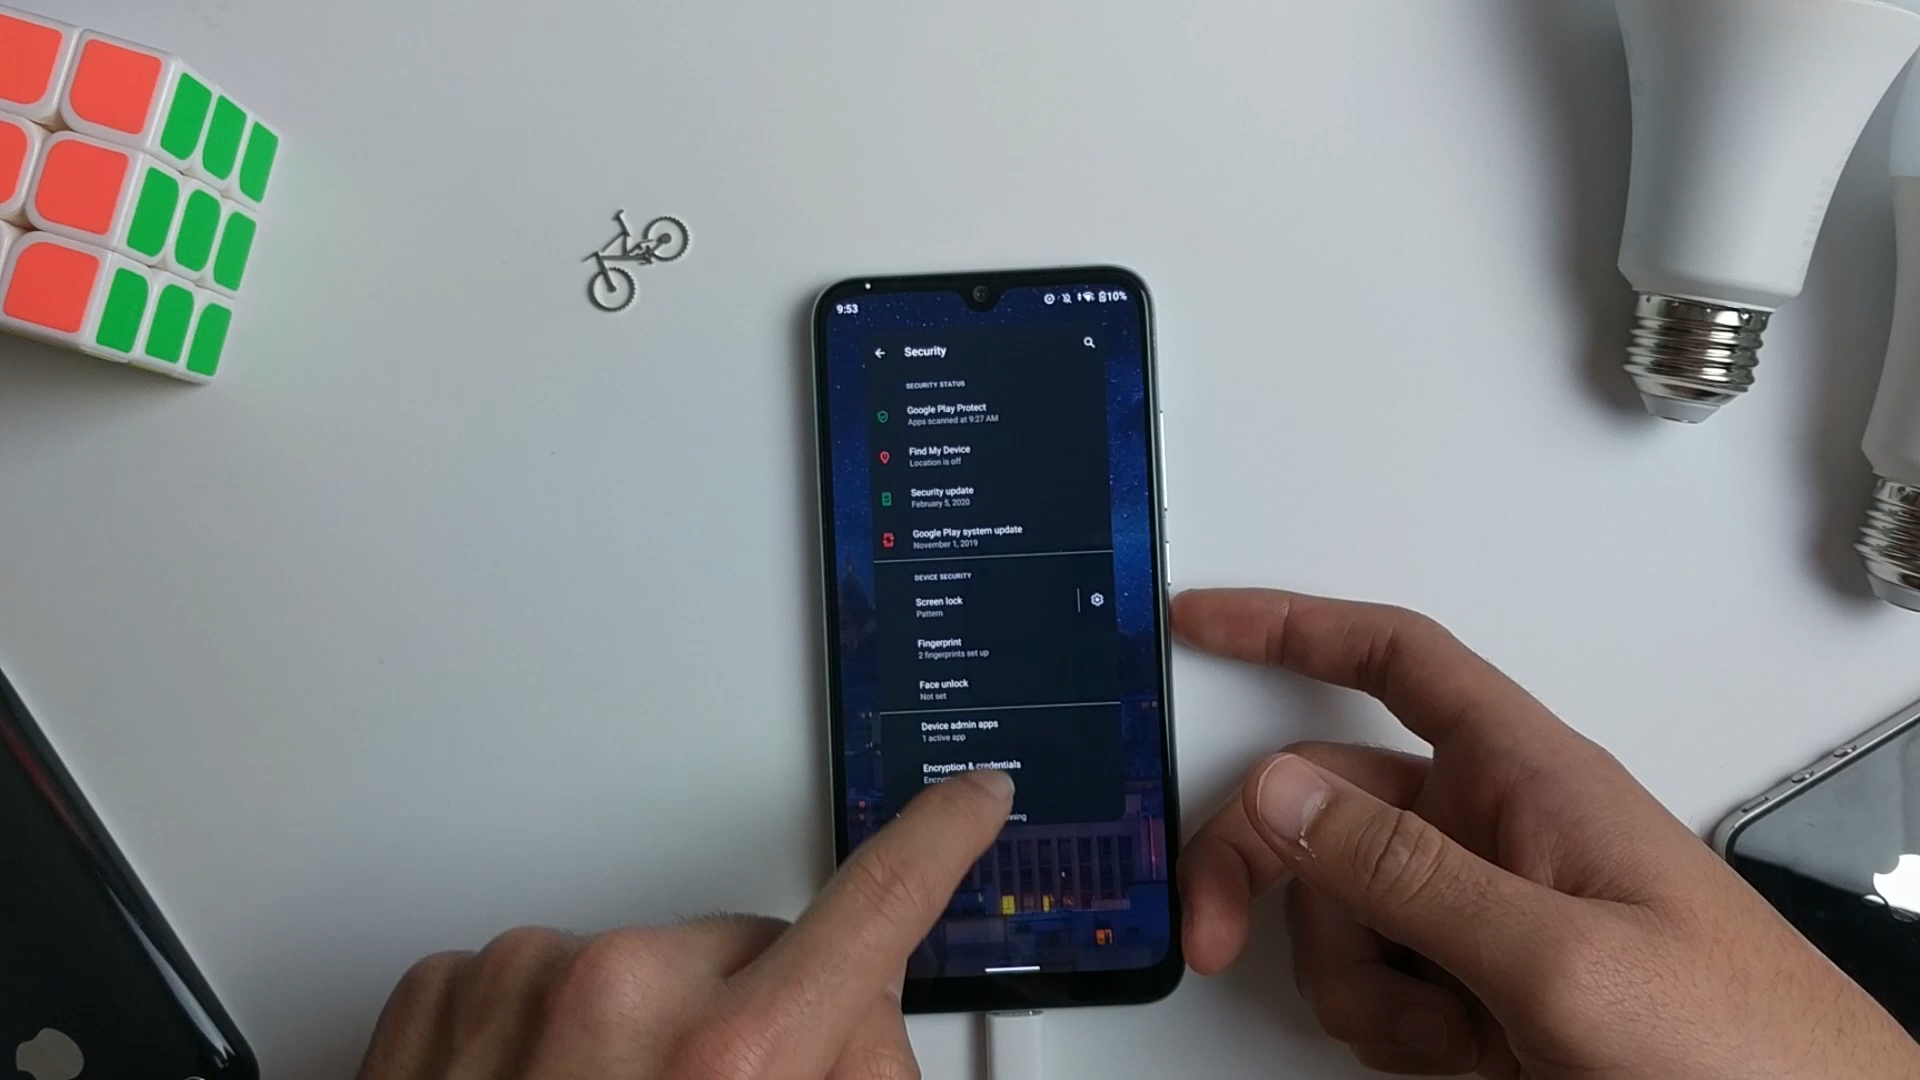 9:53
10%
Security
SECURITY STATUS
Google Play Protect
Apps scanned at 9:27 AM
Find My Device
Location is off
Security update
February 5, 2020
Google Play system update
November 1, 2019
DEVICE SECURITY
Screen lock
Pattern
Fingerprint
2 fingerprints set up
Face unlock
Not set
Device admin apps
1 active app
Encryption & credentials